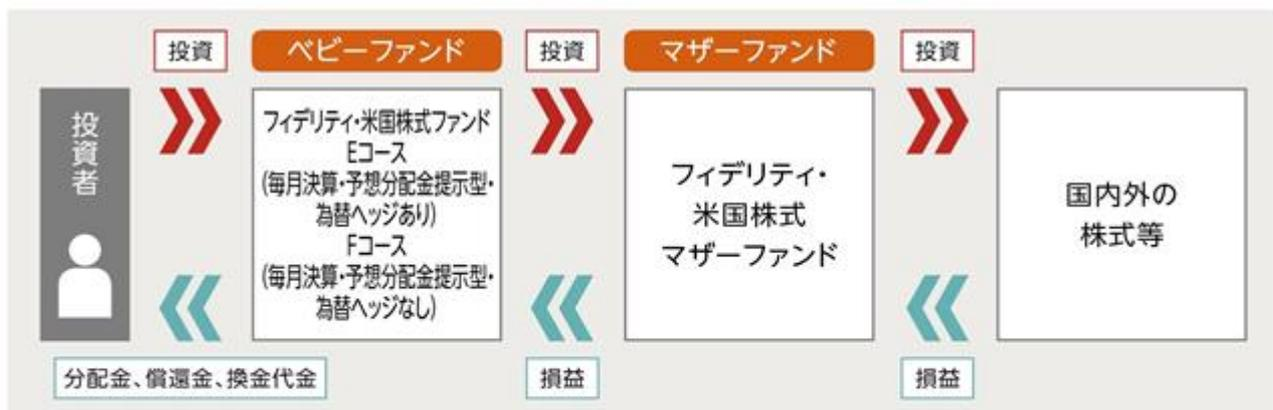 投資
ベビーファンド
投資
マザーファンド
投資
投資者
フィデリティ・米国株式ファンド
Eコース
(毎月決算・予想分配金提示型・
為替ヘッジあり)
Fコース
(毎月決算・予想分配金提示型・
為替ヘッジなし)
フィデリティ・
米国株式
マザーファンド
国内外の
株式等
分配金、償還金、換金代金
損益
損益